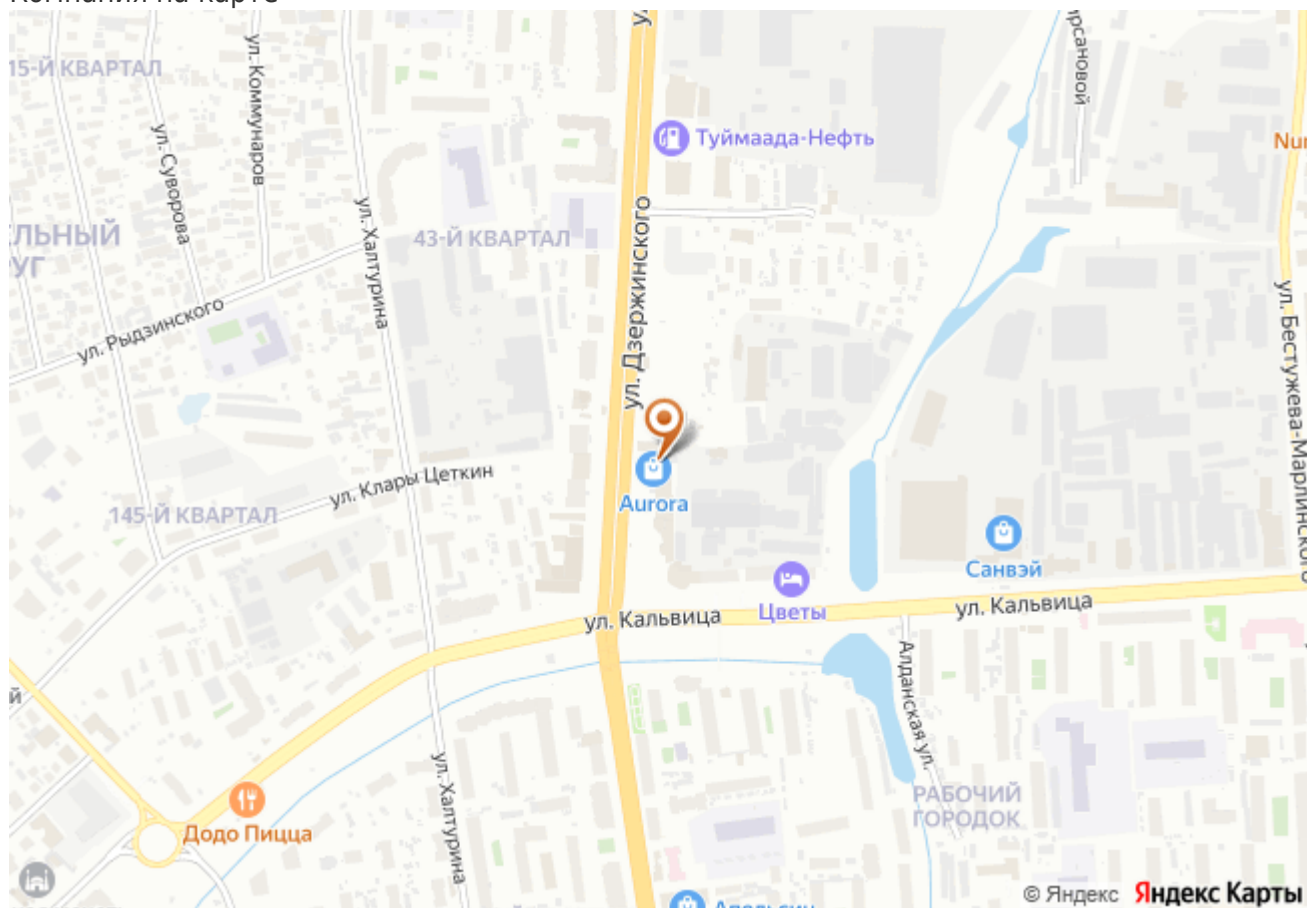 15-Й КВАРТАЛ
ул. Коммунаров
ул. Суворова
Туймаада-Нефть
ул. Халтурина
43-Й КВАРТАЛ
ул. Рыдзинского
ул. Дзержинского
ул. Бестужева-Марлинского
ул. Клары Цеткин
145-Й КВАРТАЛ
Aurora
Санвэй
Цветы
ул. Кальвица
ул. Кальвица
Алданская ул.
ул. Халтурина
РАБОЧИЙ
ГОРОДОК
Додо Пицца
© Яндекс Яндекс Карты